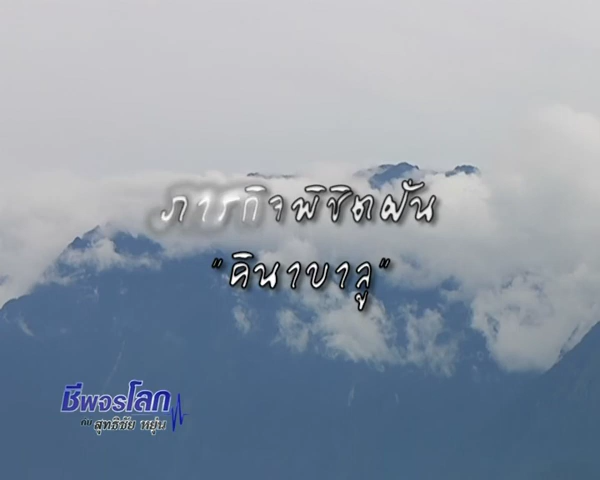 ภารกิจพิชิตฝัน
"คินาบาลู"
ชีพจรโลก
กับ สุทธิชัย หยุ่น